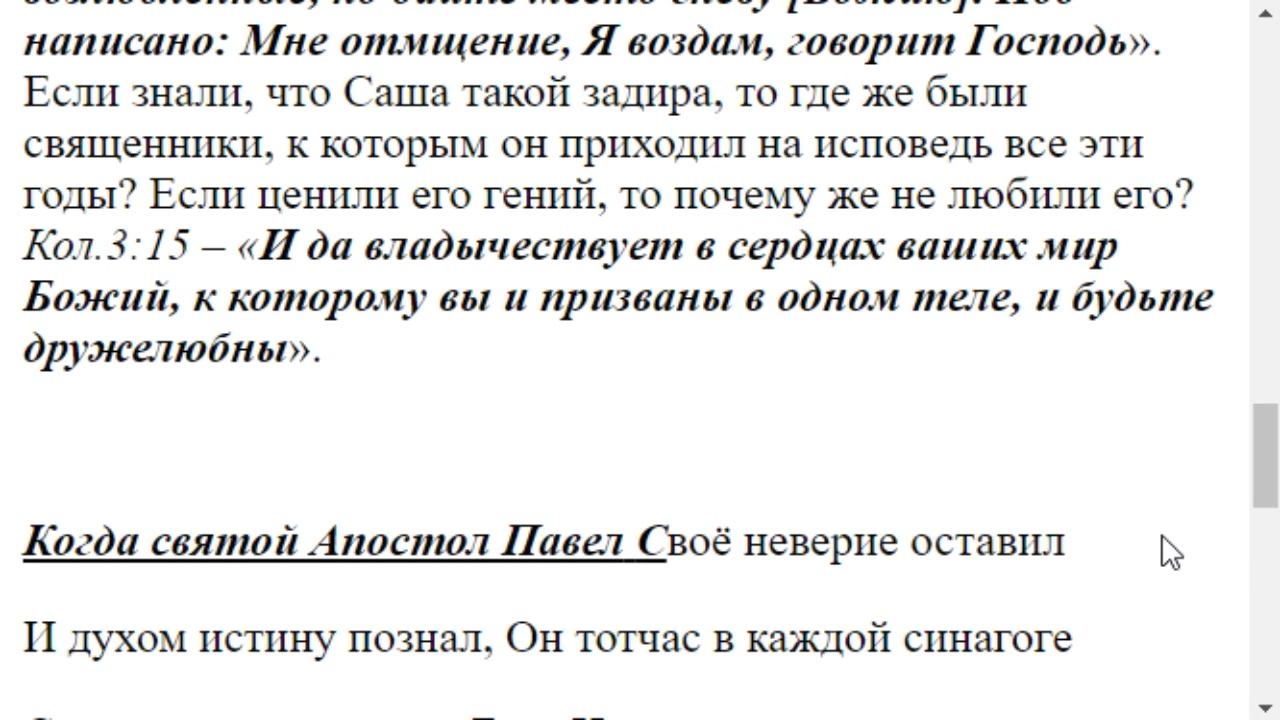 написано: Мне отмщение, Я воздам, говорит Господь».
Если знали, что Саша такой задира, то где же были
священники, к которым он приходил на исповедь все эти
годы? Если ценили его гений, то почему же не любили его?
Кол.3:15 – «И да владычествует в сердцах ваших мир
Божий, к которому вы и призваны в одном теле, и будьте
дружелюбны».
Когда святой Апостол Павел Своё неверие оставил
И духом истину познал, Он тотчас в каждой синагоге